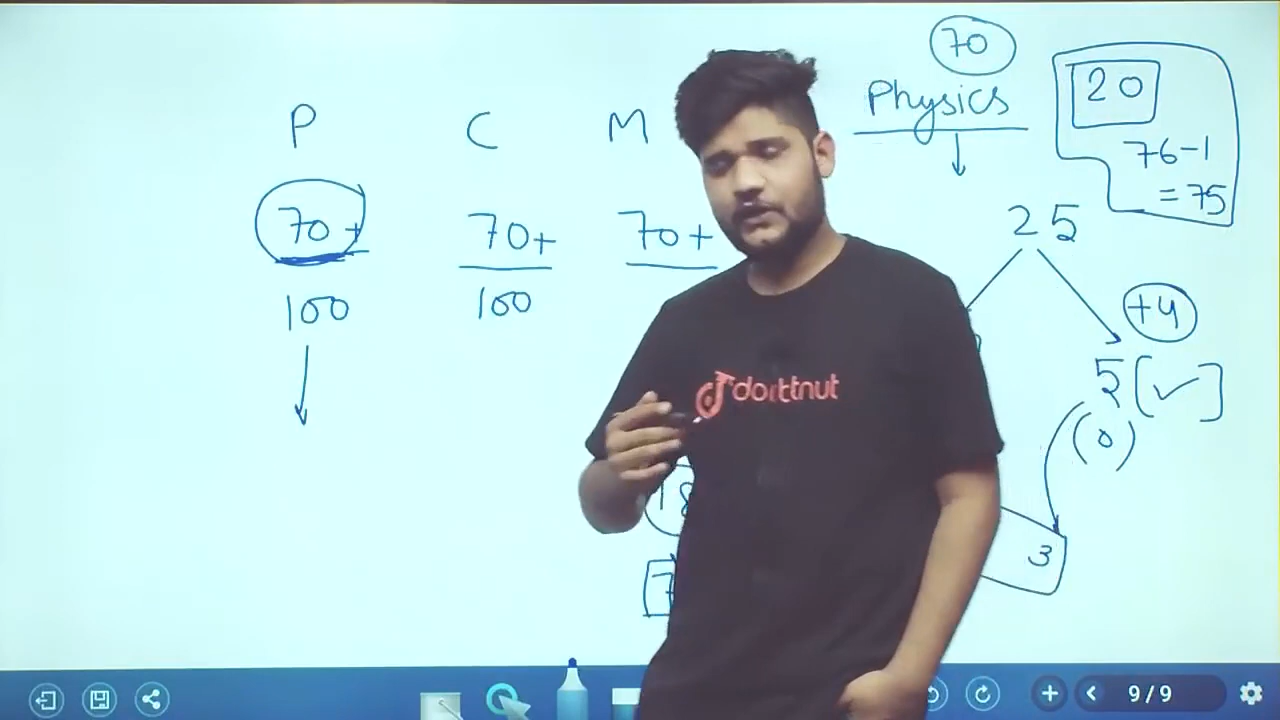 P C M
70+ 70+ 70+
100 100
70
Physics
25
+4
5 [✓]
(0)
3
20
76-1
=75
doubtnut
9/9